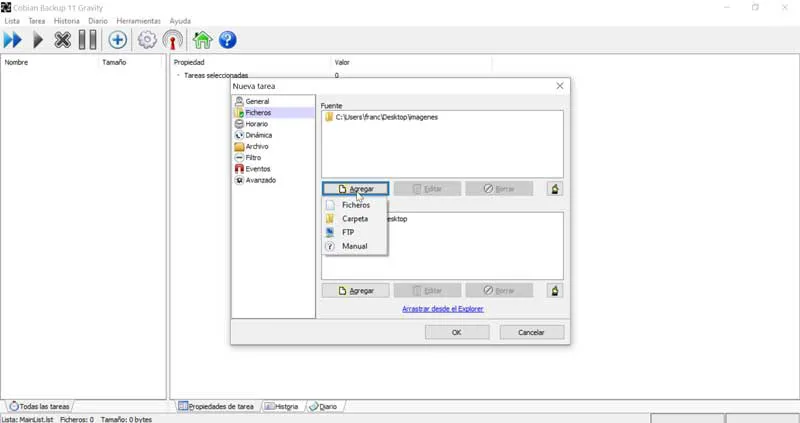 Cobian Backup 11 Gravity
Lista Tarea Historia Diario Herramientas Ayuda
Nombre Tamaño Propiedad Valor
Tareas seleccionadas 0
Nueva tarea
General
Ficheros
Horario
Dinámica
Archivo
Filtro
Eventos
Avanzado
Fuente
C:\Users\franc\Desktop\imagenes
Agregar Editar Borrar
Ficheros
Carpeta
FTP
Manual
esktop
Agregar Editar Borrar
Arrastrar desde el Explorer
OK Cancelar
Todas las tareas Propiedades de tarea Historia Diario
Lista: MainList.lst Ficheros: 0 Tamaño: 0 bytes